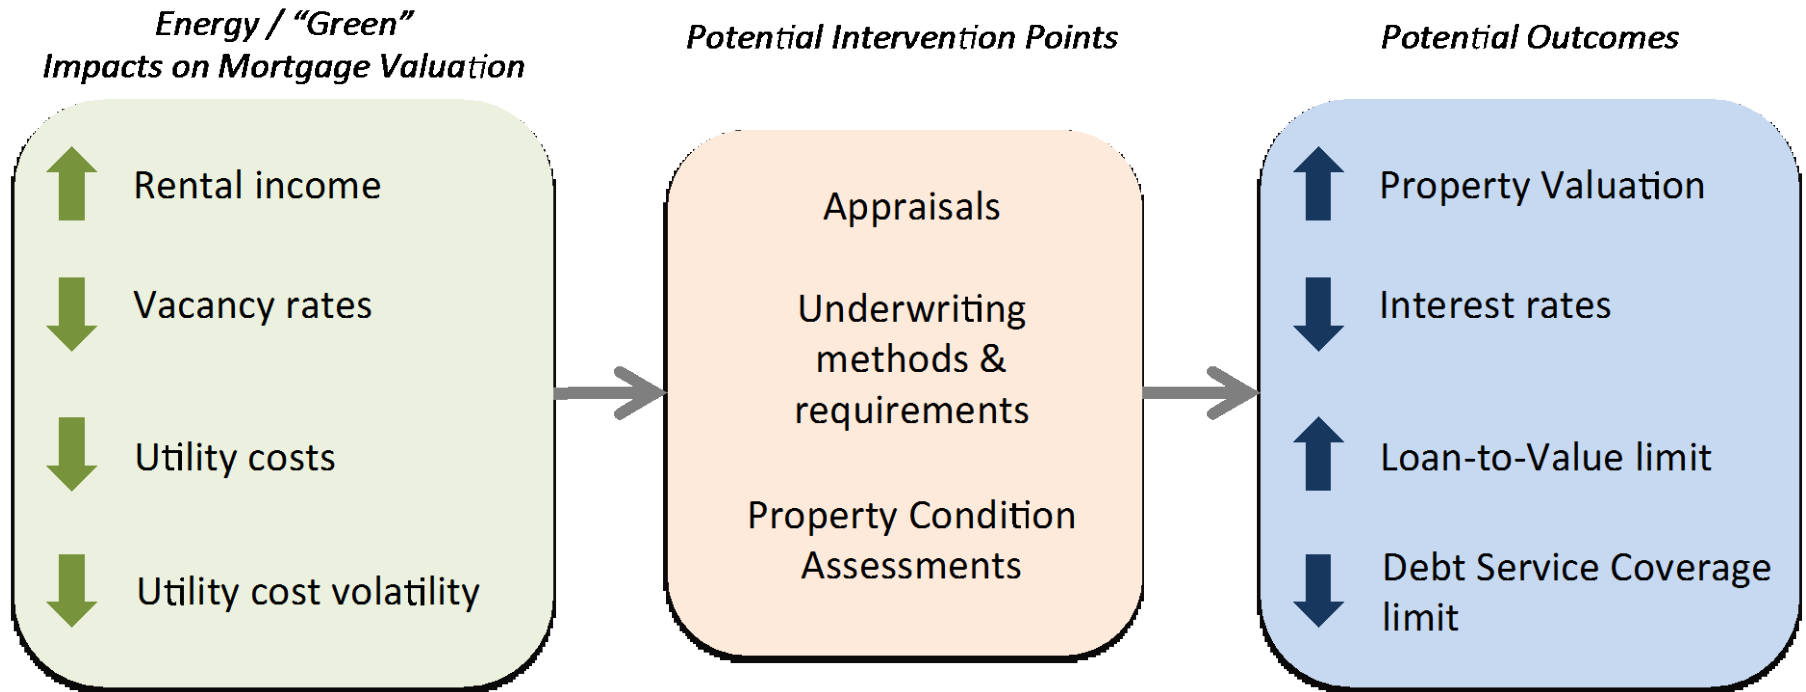 Energy / “Green”
Impacts on Mortgage Valuation
Rental income
Vacancy rates
Utility costs
Utility cost volatility
Potential Intervention Points
Appraisals
Underwriting
methods &
requirements
Property Condition
Assessments
Potential Outcomes
Property Valuation
Interest rates
Loan-to-Value limit
Debt Service Coverage
limit